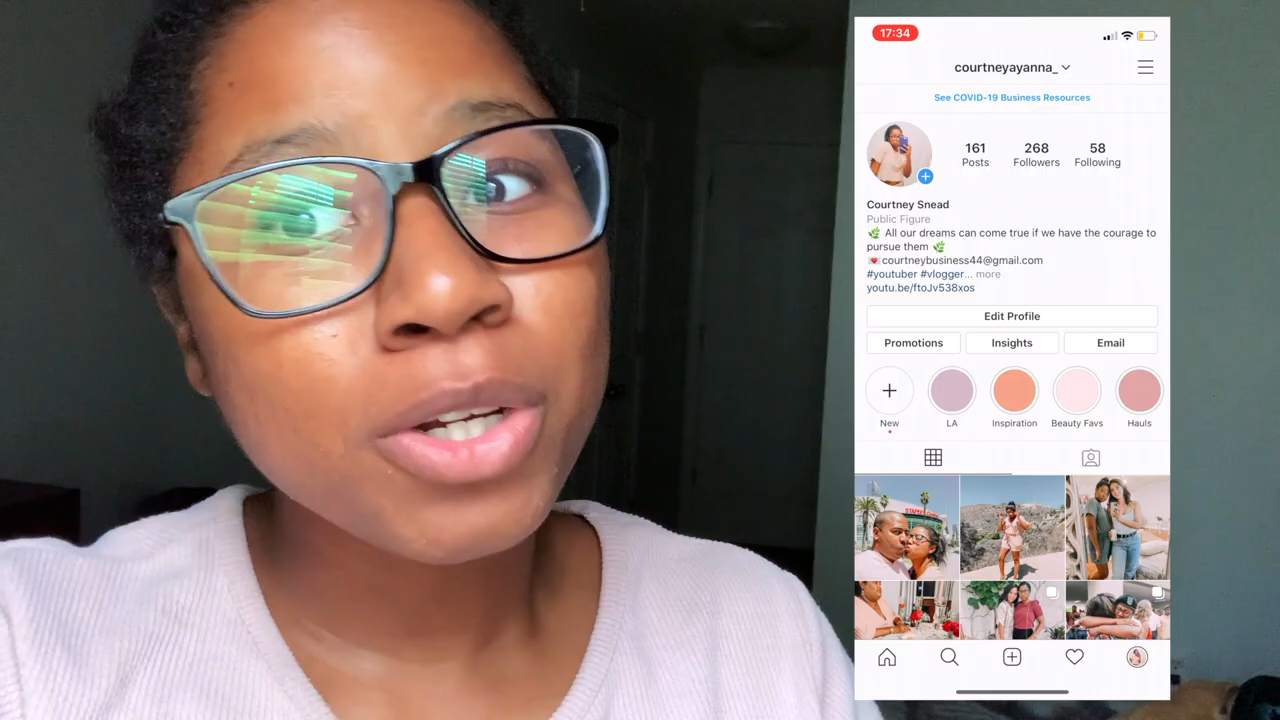 17:34
courtneyayanna_
See COVID-19 Business Resources
161 268 58
Posts Followers Following
Courtney Snead
Public Figure
🌿 All our dreams can come true if we have the courage to
pursue them 🌿
💌courtneybusiness44@gmail.com
#youtuber #vlogger... more
youtu.be/ftoJv538xos
Edit Profile
Promotions Insights Email
New LA Inspiration Beauty Favs Hauls